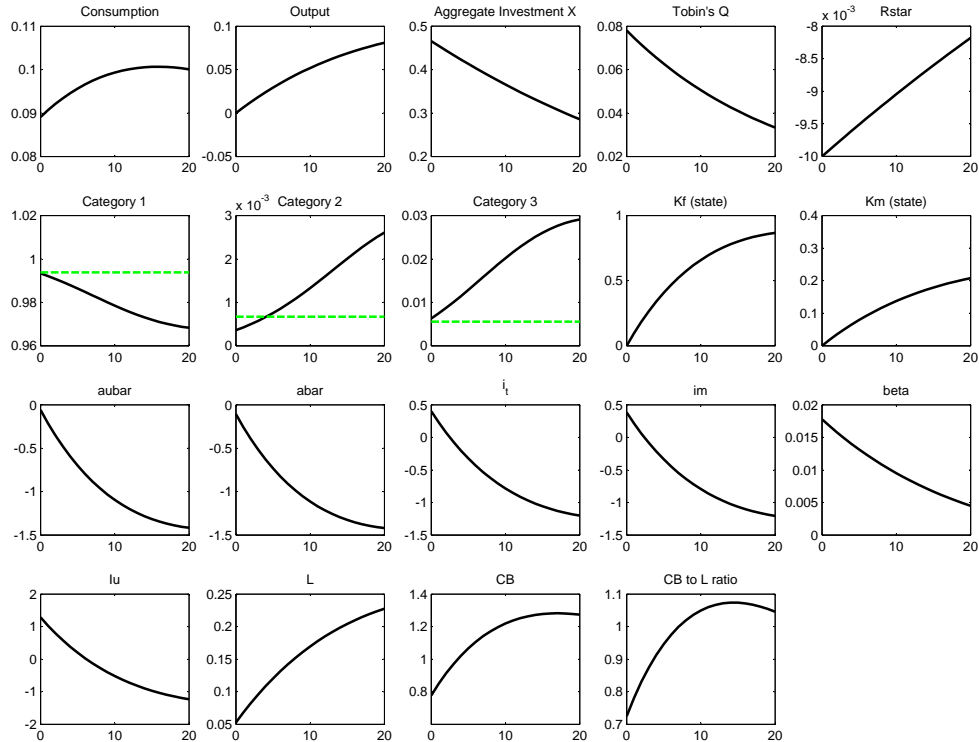 Consumption
Output
Aggregate Investment X
Tobin's Q
Rstar
0.11
0.1
0.09
0.08
0 10 20
0.1
0.05
0
-0.05
0 10 20
0.5
0.4
0.3
0.2
0 10 20
0.08
0.06
0.04
0.02
0 10 20
x 10⁻³
-8
-8.5
-9
-9.5
-10
0 10 20
Category 1
Category 2
Category 3
Kf (state)
Km (state)
1.02
1
0.98
0.96
0 10 20
x 10⁻³
3
2
1
0
0 10 20
0.03
0.02
0.01
0
0 10 20
1
0.5
0
0 10 20
0.4
0.3
0.2
0.1
0
0 10 20
aubar
abar
i_t
im
beta
0
-0.5
-1
-1.5
0 10 20
0
-0.5
-1
-1.5
0 10 20
0.5
0
-0.5
-1
-1.5
0 10 20
0.5
0
-0.5
-1
-1.5
0 10 20
0.02
0.015
0.01
0.005
0
0 10 20
Iu
L
CB
CB to L ratio
2
1
0
-1
-2
0 10 20
0.25
0.2
0.15
0.1
0.05
0 10 20
1.4
1.2
1
0.8
0 10 20
1.1
1
0.9
0.8
0.7
0 10 20